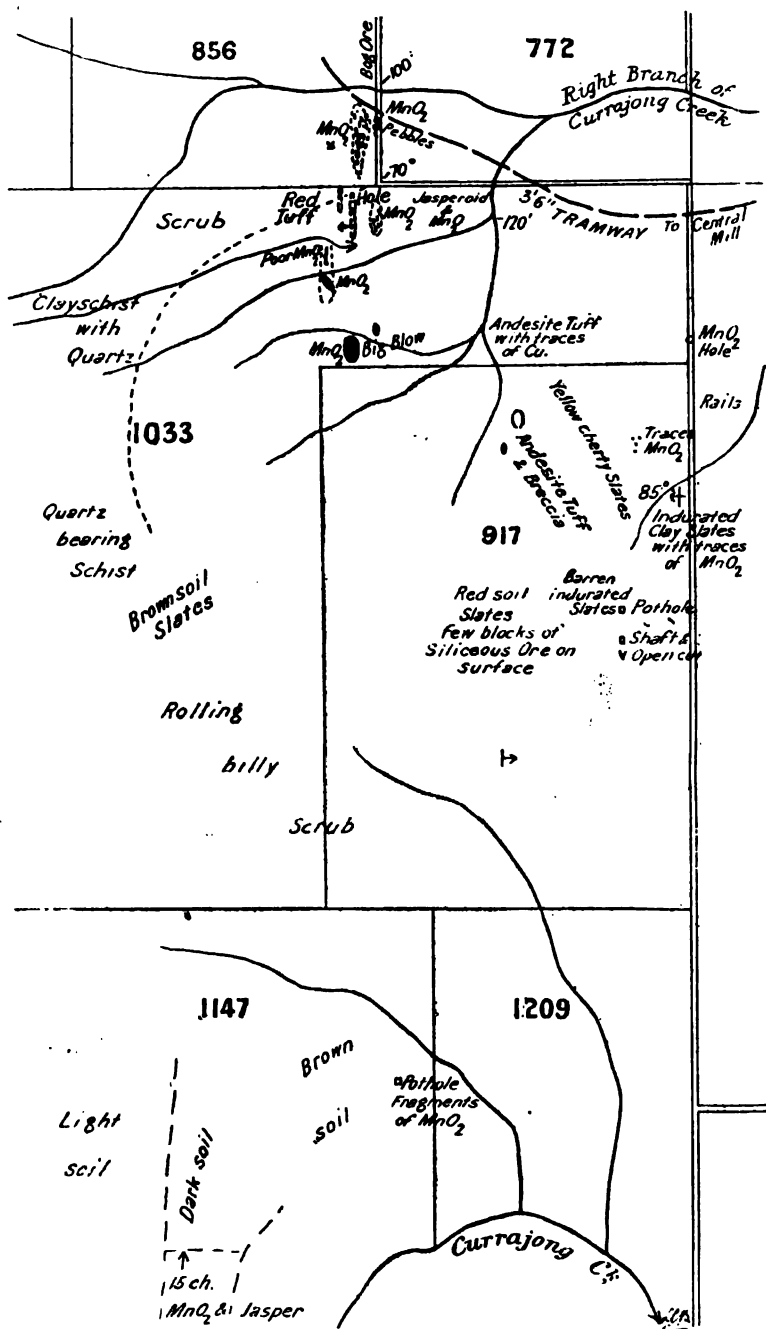 856
772
Bog Ore
100'
Right Branch of
Currajong Creek
MnO2
Pebbles
MnO2
70°
Red
Tuff
Hole
MnO2
Jasperoid
MnO
3'6" TRAMWAY
To Central
Mill
Scrub
120'
Poor MnO2
MnO2
Clayschist
with
Quartz
MnO2
Big Blow
Andesite Tuff
with traces
of Cu.
MnO2
Hole
Rails
1033
Yellow cherty Slates
Andesite Tuff
& Breccia
Traces
MnO2
85°
Indurated
Clay Slates
with traces
of MnO2
917
Quartz
bearing
Schist
Brown soil
Slates
Red soil
Slates
Few blocks of
Siliceous Ore on
surface
Barren
indurated
Slates
Pothole
Shaft &
Open cut
Rolling
billy
Scrub
1147
1209
Brown
soil
Pothole
Fragments
of MnO2
Light
soil
Dark soil
15 ch.
MnO2 & Jasper
Currajong Ck